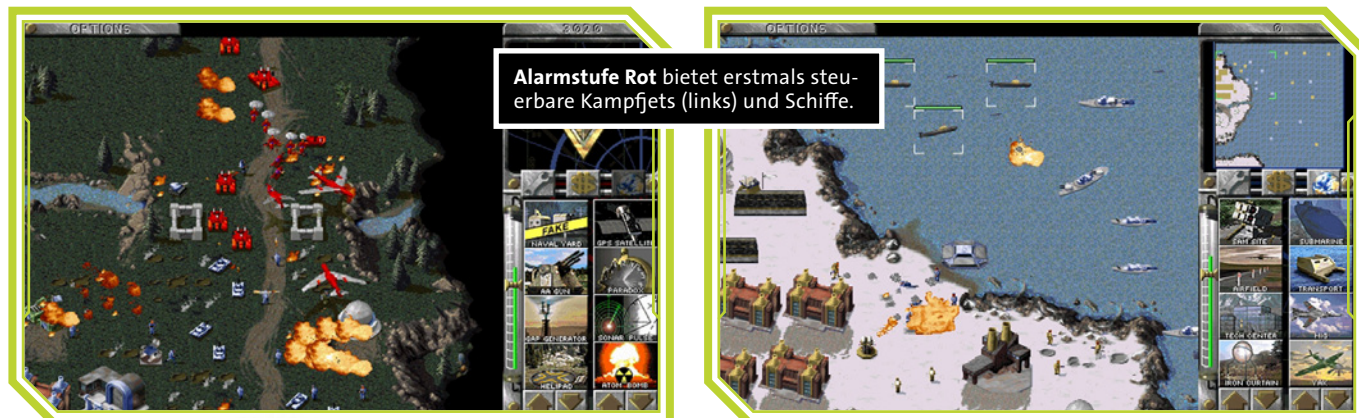 OPTIONS
3020
FAKE
NAVAL YARD
GPS SATELLITE
AA GUN
PARADOX
GAP GENERATOR
SONAR PULSE
HELIPAD
ATOM BOMB
Alarmstufe Rot bietet erstmals steu-
erbare Kampfjets (links) und Schiffe.
OPTIONS
0
SAM SITE
SUBMARINE
AIRFIELD
TRANSPORT
TECH CENTER
MIG
IRON CURTAIN
YAK